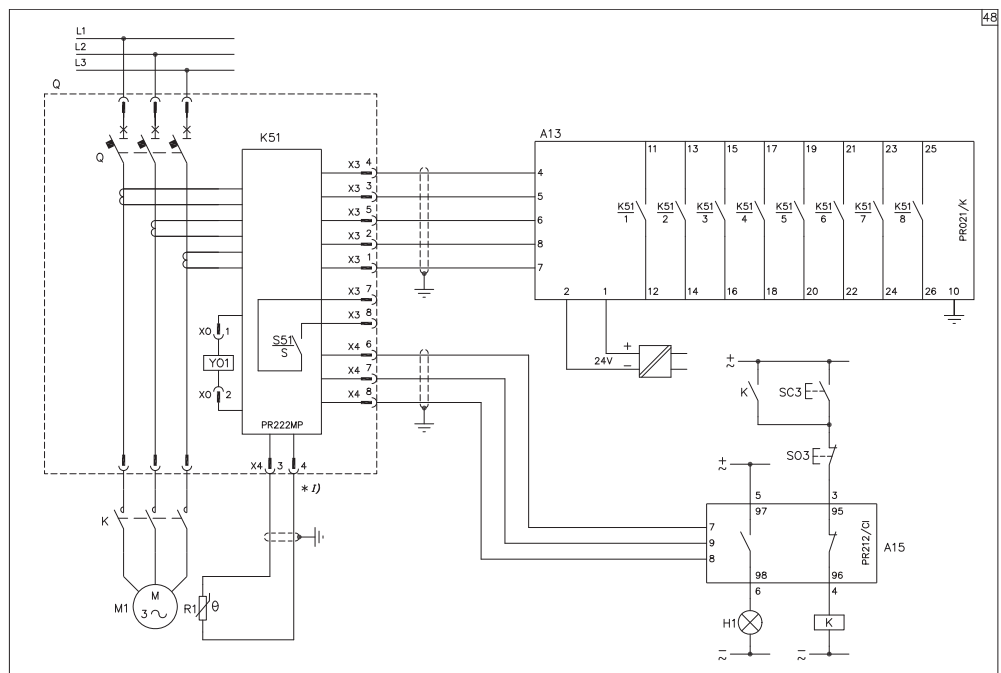 48
L1
L2
L3
Q
Q
K51
X3 4
X3 3
X3 5
X3 2
X3 1
X3 7
X3 8
X4 6
X4 7
X4 8
S51
S
X0 1
Y01
X0 2
PR222MP
X4 3 4
* I)
K
M1
M
3 ~
R1
θ
A13
4
5
6
8
7
11 13 15 17 19 21 23 25
K51 K51 K51 K51 K51 K51 K51 K51
1 2 3 4 5 6 7 8
PR021/K
2 1 12 14 16 18 20 22 24 26 10
24V
+
−
+
~
K
SC3
SO3
+
~
5 3
97 95
7
9
8
PR212/CI
A15
98 96
6 4
H1
K
−
~
−
~